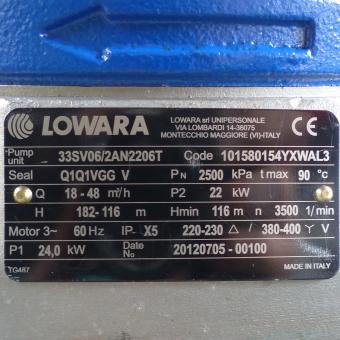 LOWARA
LOWARA srl UNIPERSONALE
VIA LOMBARDI 14-36075
MONTECCHIO MAGGIORE (VI)-ITALY
Pump unit 33SV06/2AN2206T Code 101580154YXWAL3
Seal Q1Q1VGG V PN 2500 kPa t max 90 °c
Q 18 - 48 m³/h P2 22 kW
H 182-116 m Hmin 116 m n 3500 1/min
Motor 3~ 60 Hz IP- X5 220-230 △ / 380-400 Y V
P1 24,0 kW Date No 20120705 - 00100
TG487 MADE IN ITALY